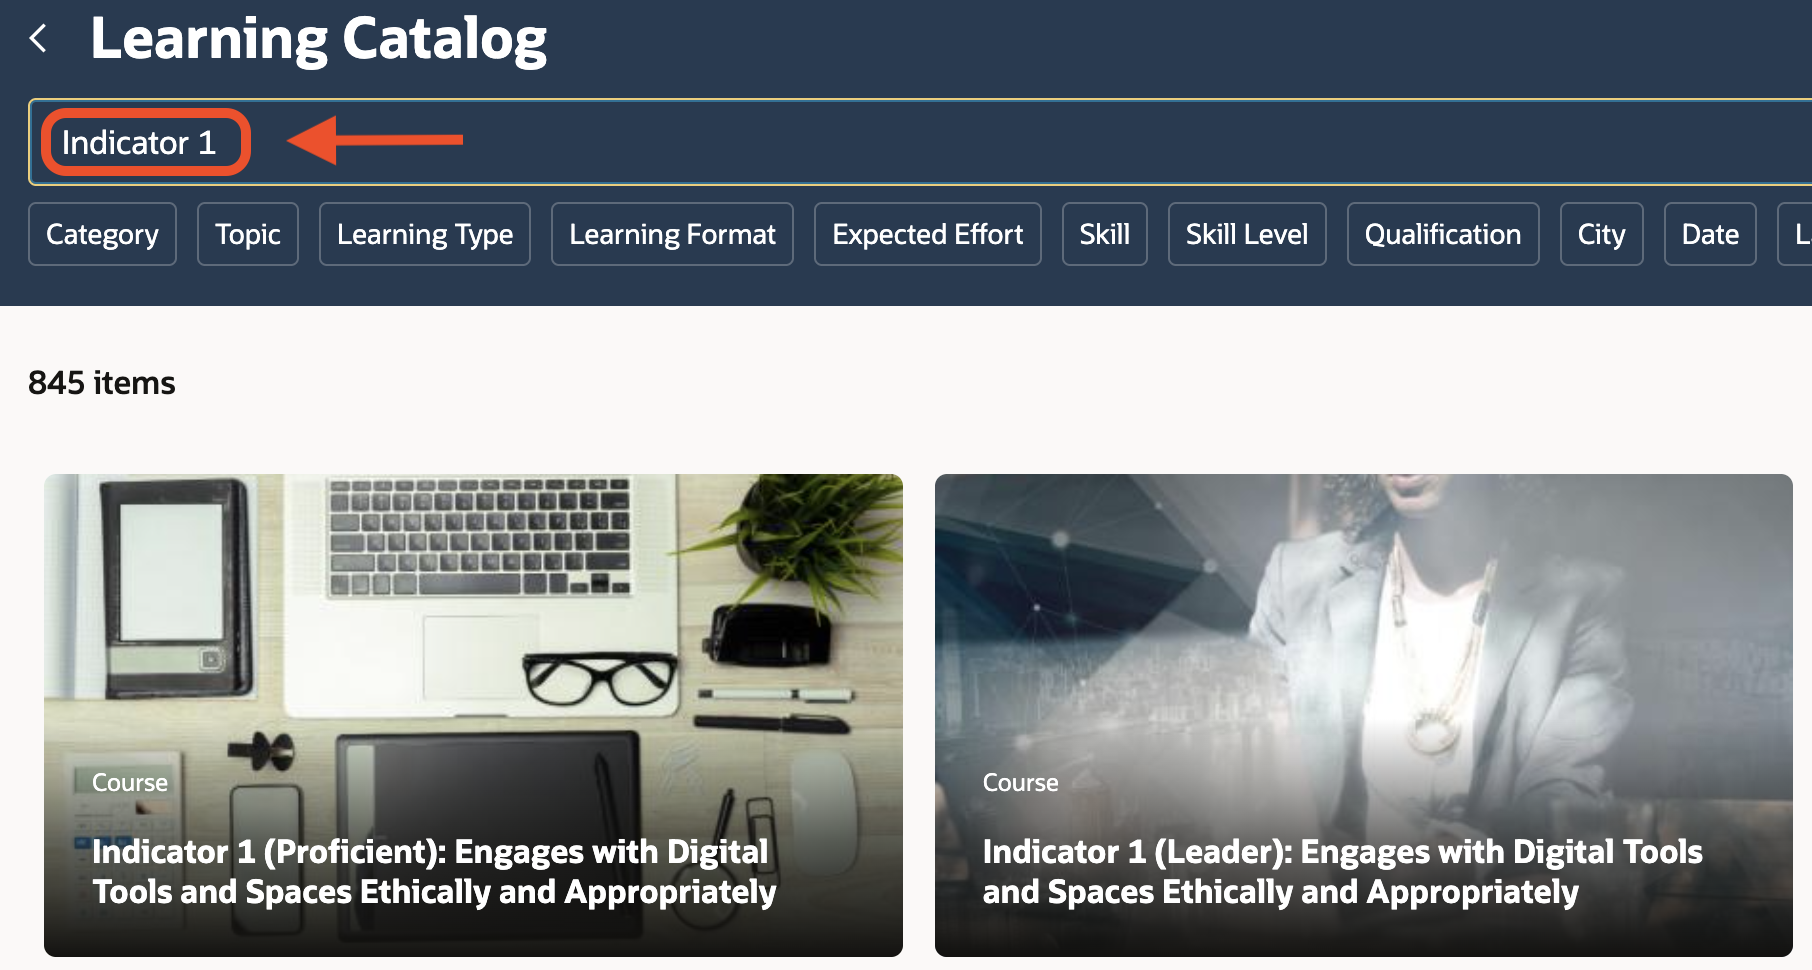 Learning Catalog
Indicator 1
Category Topic Learning Type Learning Format Expected Effort Skill Skill Level Qualification City Date
845 items
Course
Indicator 1 (Proficient): Engages with Digital
Tools and Spaces Ethically and Appropriately
Course
Indicator 1 (Leader): Engages with Digital Tools
and Spaces Ethically and Appropriately